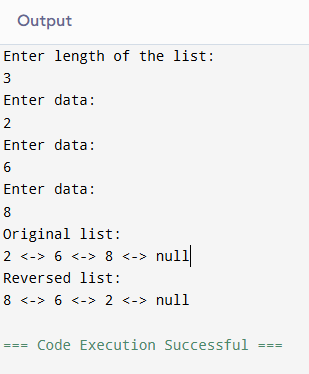 Output
Enter length of the list:
3
Enter data:
2
Enter data:
6
Enter data:
8
Original list:
2 <-> 6 <-> 8 <-> null
Reversed list:
8 <-> 6 <-> 2 <-> null
=== Code Execution Successful ===